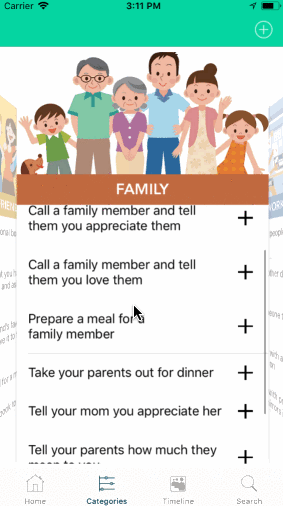 Carrier 3:11 PM
FAMILY
Call a family member and tell
them you appreciate them
Call a family member and tell
them you love them
Prepare a meal for a
family member
Take your parents out for dinner
Tell your mom you appreciate her
Tell your parents how much they
Home Categories Timeline Search